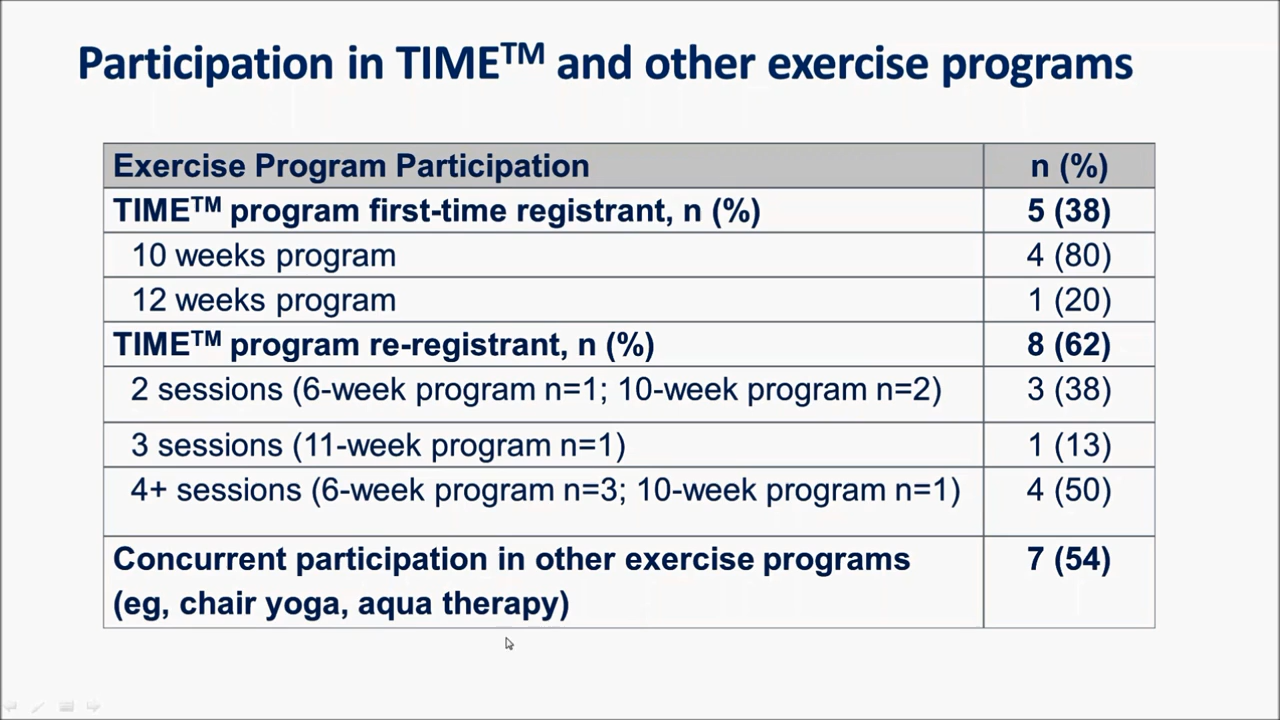 Participation in TIME™ and other exercise programs
Exercise Program Participation n (%)
TIME™ program first-time registrant, n (%) 5 (38)
10 weeks program 4 (80)
12 weeks program 1 (20)
TIME™ program re-registrant, n (%) 8 (62)
2 sessions (6-week program n=1; 10-week program n=2) 3 (38)
3 sessions (11-week program n=1) 1 (13)
4+ sessions (6-week program n=3; 10-week program n=1) 4 (50)
Concurrent participation in other exercise programs 7 (54)
(eg, chair yoga, aqua therapy)